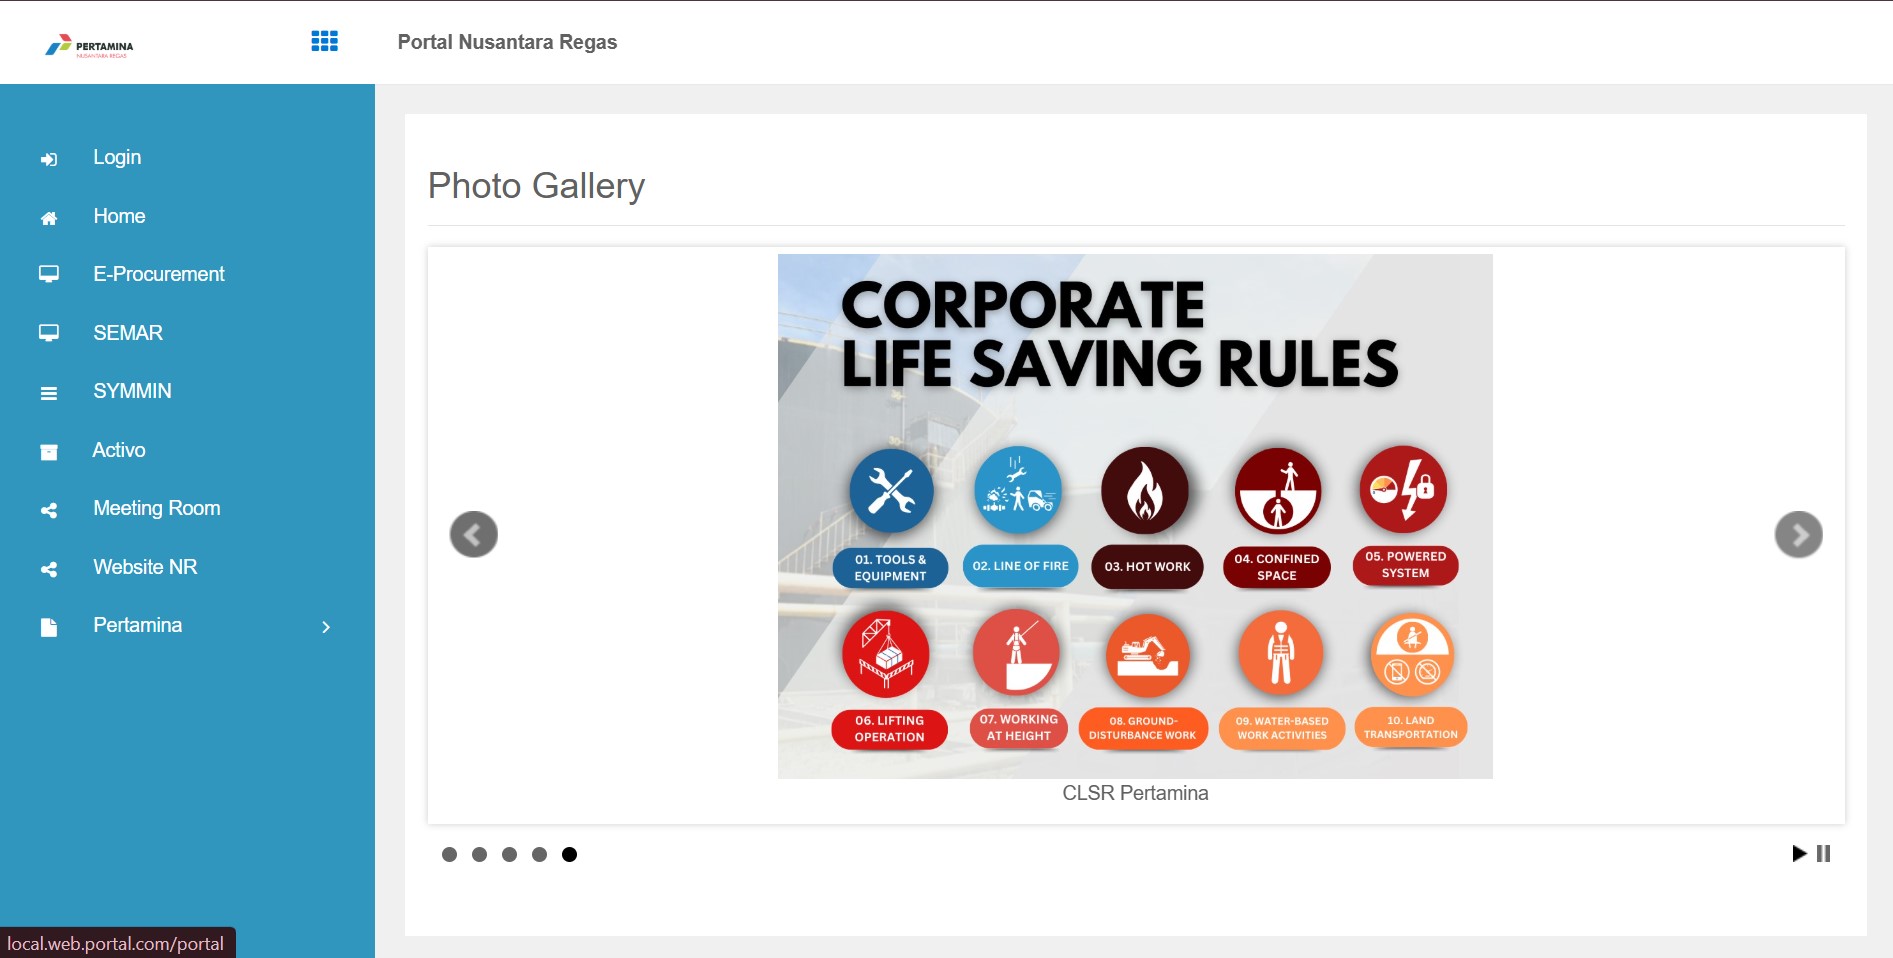 PERTAMINA
NUSANTARA REGAS
Portal Nusantara Regas
Login
Home
E-Procurement
SEMAR
SYMMIN
Activo
Meeting Room
Website NR
Pertamina
Photo Gallery
CORPORATE
LIFE SAVING RULES
01. TOOLS &
EQUIPMENT
02. LINE OF FIRE
03. HOT WORK
04. CONFINED
SPACE
05. POWERED
SYSTEM
06. LIFTING
OPERATION
07. WORKING
AT HEIGHT
08. GROUND-
DISTURBANCE WORK
09. WATER-BASED
WORK ACTIVITIES
10. LAND
TRANSPORTATION
CLSR Pertamina
local.web.portal.com/portal